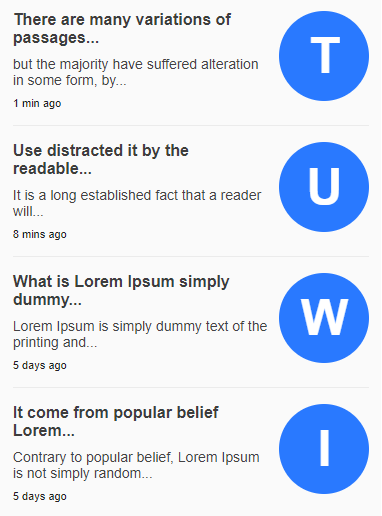 There are many variations of
passages...
but the majority have suffered alteration
in some form, by...
1 min ago
T
Use distracted it by the
readable...
It is a long established fact that a reader
will...
8 mins ago
U
What is Lorem Ipsum simply
dummy...
Lorem Ipsum is simply dummy text of the
printing and...
5 days ago
W
It come from popular belief
Lorem...
Contrary to popular belief, Lorem Ipsum
is not simply random...
5 days ago
I